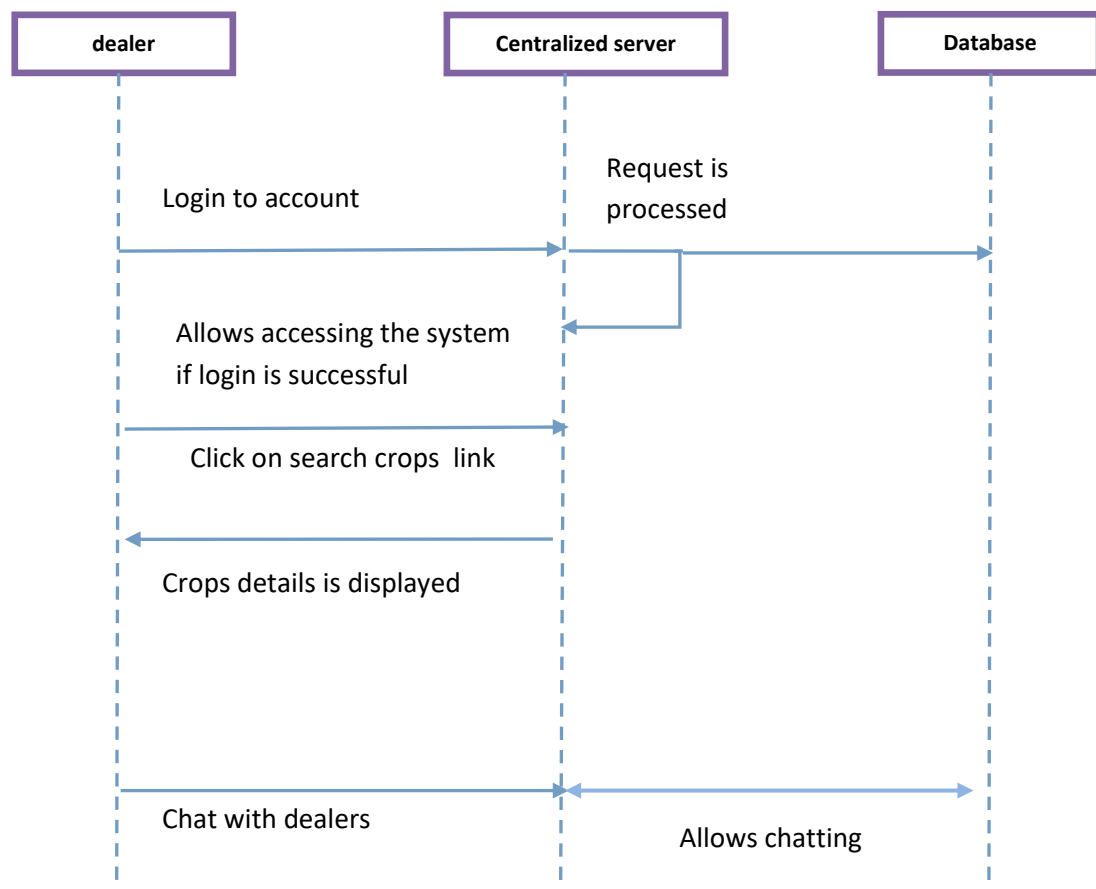 dealer
Centralized server
Database
Request is
processed
Login to account
Allows accessing the system
if login is successful
Click on search crops  link
Crops details is displayed
Chat with dealers
Allows chatting